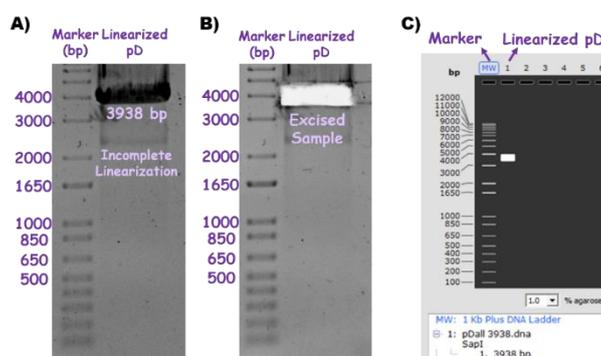 A)
Marker Linearized
(bp) pD
4000
3938 bp
3000
Incomplete
Linearization
2000
1650
1000
850
650
500
B)
Marker Linearized
(bp) pD
4000
3000
Excised
Sample
2000
1650
1000
850
650
500
C)
Marker Linearized pD
MW 1 2 3 4 5 6
bp
12000
10000
9000
8000
7000
6000
5000
4000
3000
2000
1650
1000
850
650
500
400
300
200
100
1.0 % agarose
MW: 1 Kb Plus DNA Ladder
1: pDall 3938.dna
SapI
1. 3938 bp